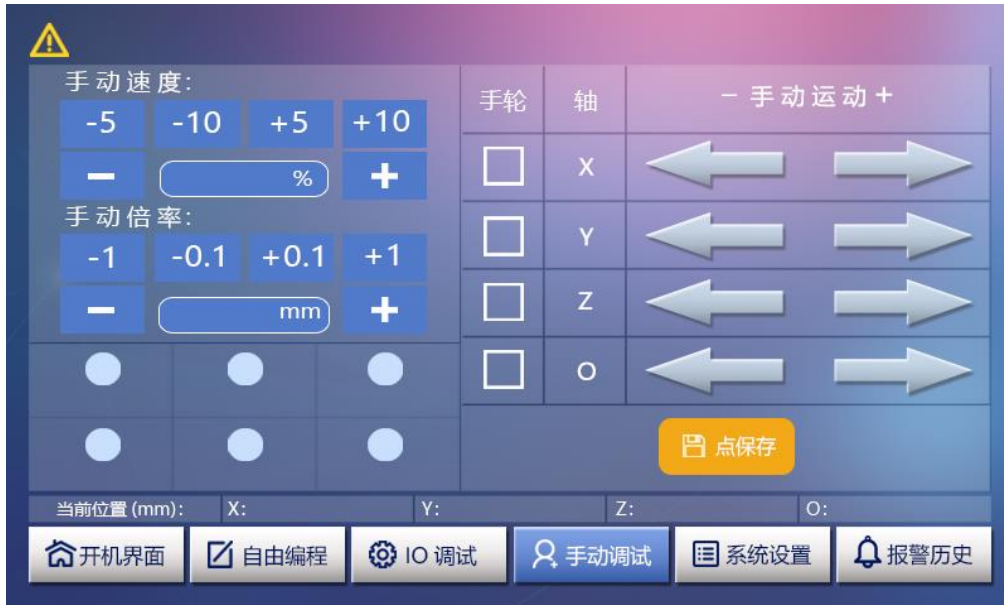 手动速度:
-5 -10 +5 +10
− % +
手动倍率:
-1 -0.1 +0.1 +1
− mm +
手轮 轴 − 手动运动 +
X
Y
Z
O
点保存
当前位置(mm): X: Y: Z: O:
开机界面 自由编程 IO 调试 手动调试 系统设置 报警历史